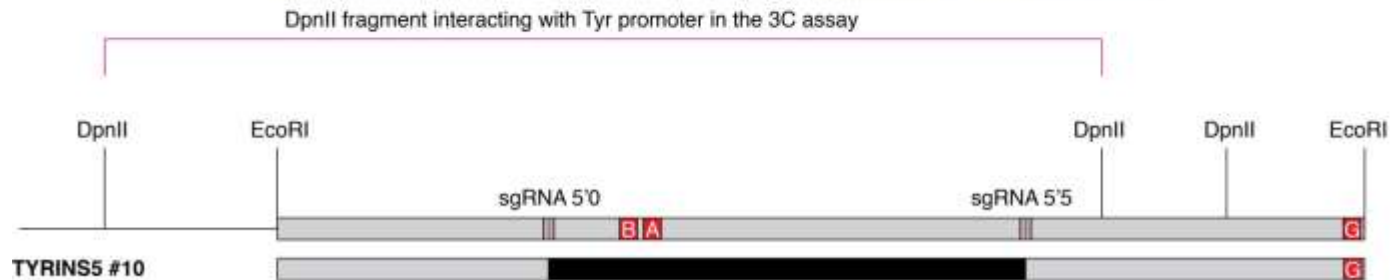 DpnII fragment interacting with Tyr promoter in the 3C assay
DpnII EcoRI DpnII DpnII EcoRI
sgRNA 5'0 sgRNA 5'5
B A G
TYRINS5 #10 G